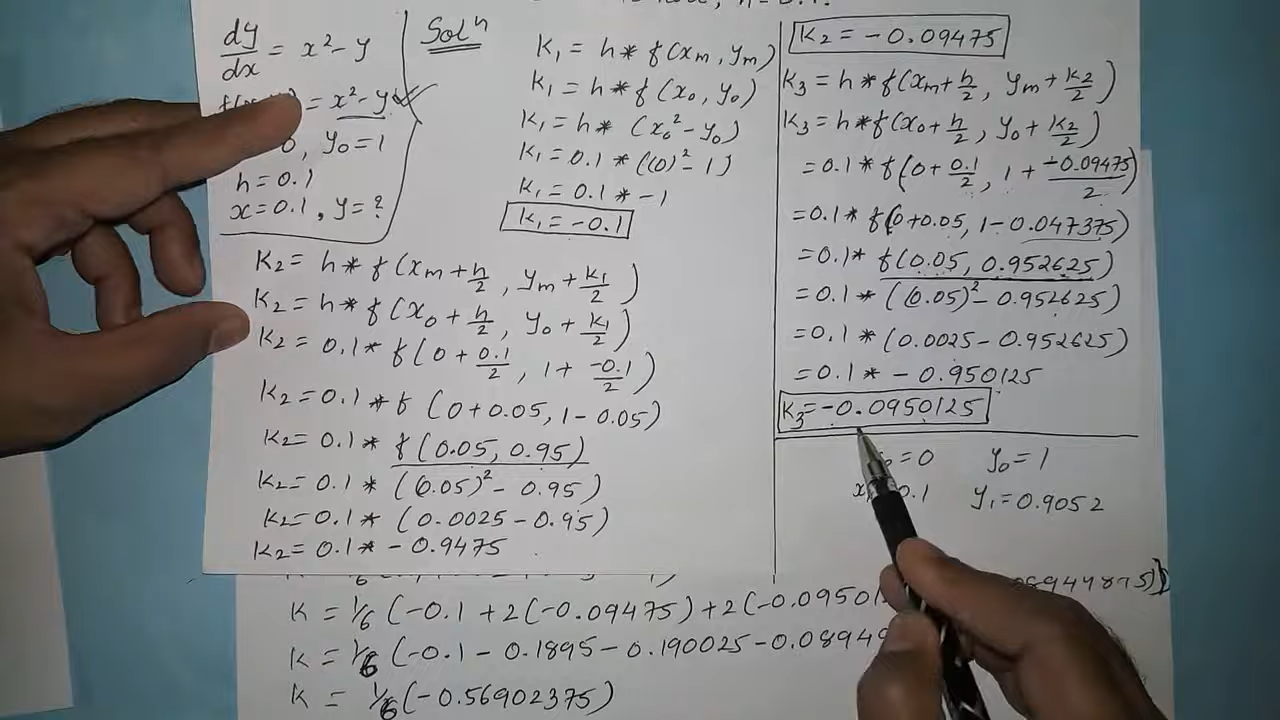 h=0.1.
dy/dx = x²-y
= x²-y
0, y₀=1
h=0.1
x=0.1, y=?
Solⁿ
K₁ = h*f(xₘ, yₘ)
K₁ = h*f(x₀, y₀)
K₁ = h* (x₀²-y₀)
K₁ = 0.1*((0)²-1)
K₁ = 0.1*-1
K₁ = -0.1
K₂ = h*f(xₘ+h/2, yₘ+k₁/2)
K₂ = h*f(x₀+h/2, y₀+k₁/2)
K₂ = 0.1*f(0+0.1/2, 1+-0.1/2)
K₂ = 0.1*f (0+0.05, 1-0.05)
K₂ = 0.1* f(0.05, 0.95)
K₂ = 0.1* ((0.05)²-0.95)
K₂ = 0.1* (0.0025-0.95)
K₂ = 0.1*-0.9475
K₂ = -0.09475
K₃ = h*f(xₘ+h/2, yₘ+k₂/2)
K₃ = h*f(x₀+h/2, y₀+k₂/2)
=0.1*f(0+0.1/2, 1+-0.09475/2)
=0.1*f(0+0.05, 1-0.047375)
=0.1*f(0.05, 0.952625)
=0.1*((0.05)²-0.952625)
=0.1*(0.0025-0.952625)
=0.1*-0.950125
K₃=-0.0950125
=0 y₀=1
0.1 y₁=0.9052
K = 1/6 (-0.1+2(-0.09475)+2(-0.0950
K = 1/6 (-0.1-0.1895-0.190025-0.0894
K = 1/6 (-0.56902375)